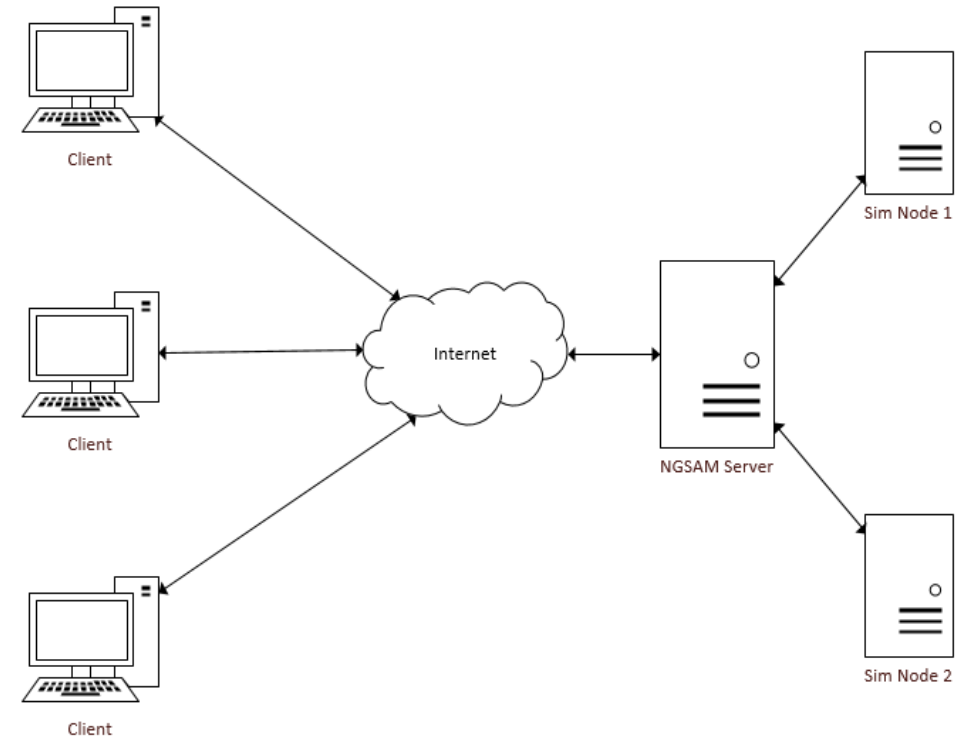 Client
Sim Node 1
Client
Internet
NGSAM Server
Client
Sim Node 2